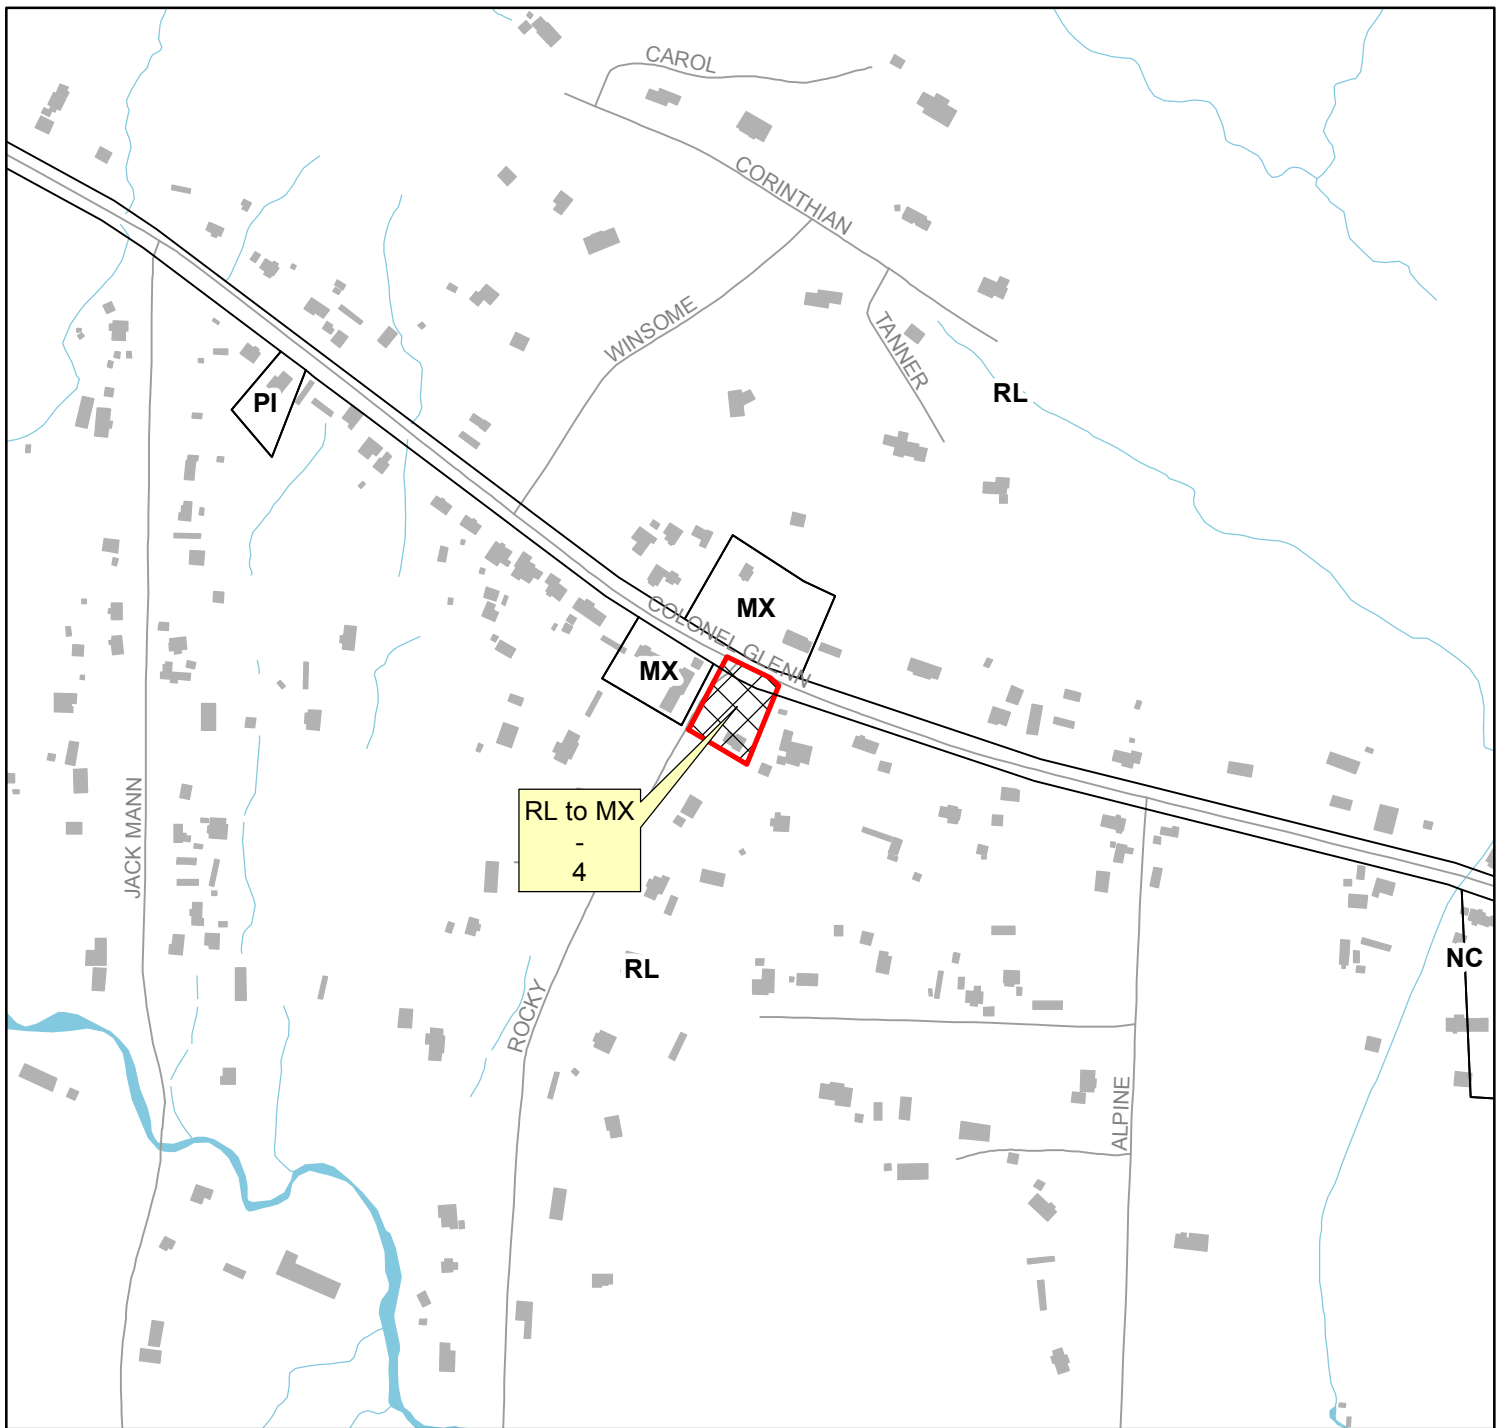 CAROL
CORINTHIAN
WINSOME
TANNER
RL
PI
MX
COLONEL GLENN
MX
RL to MX
-
4
JACK MANN
RL
NC
ROCKY
ALPINE